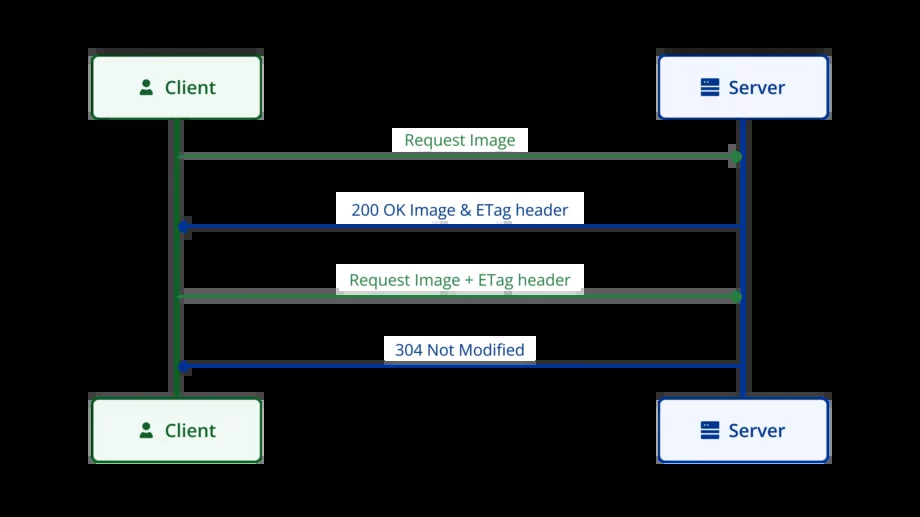 Client
Server
Request Image
200 OK Image & ETag header
Request Image + ETag header
304 Not Modified
Client
Server